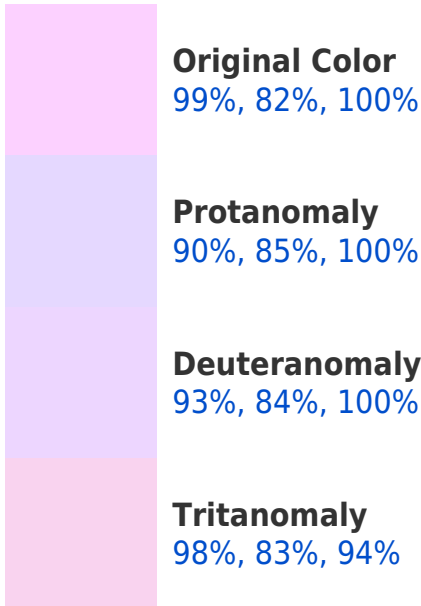 Original Color
99%, 82%, 100%
Protanomaly
90%, 85%, 100%
Deuteranomaly
93%, 84%, 100%
Tritanomaly
98%, 83%, 94%